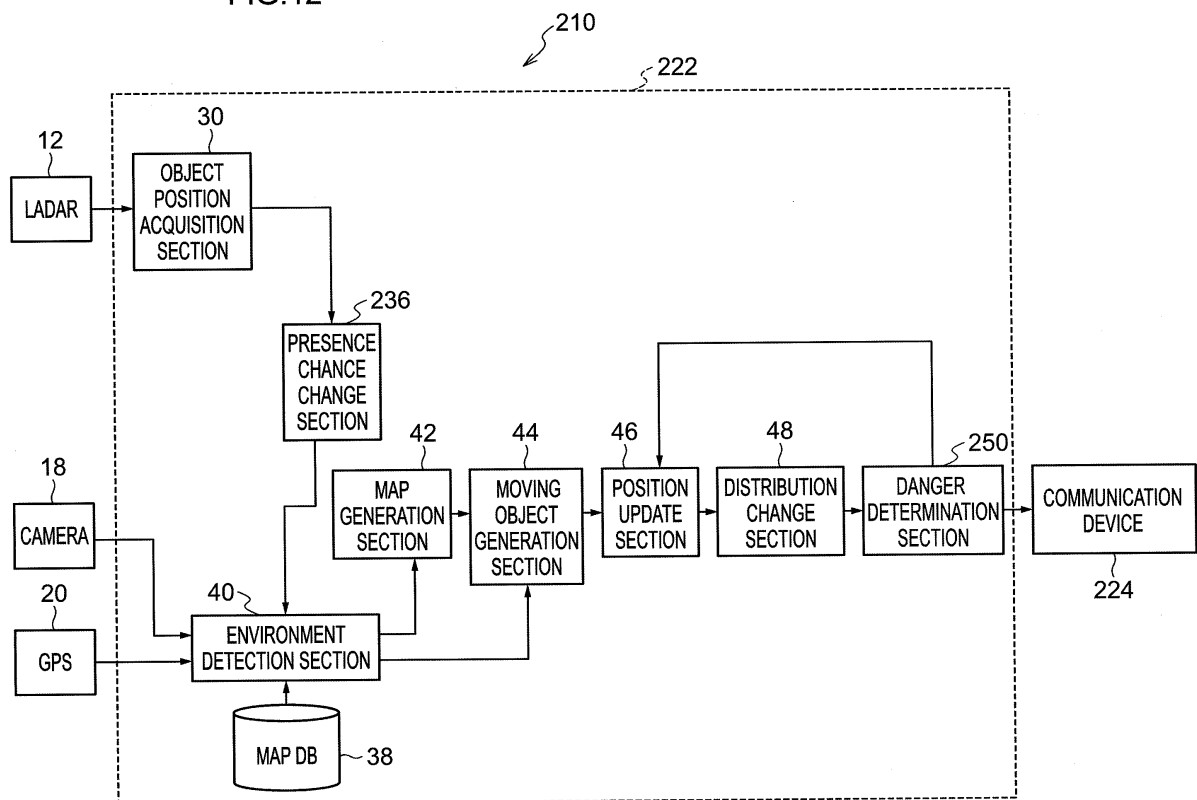 FIG.12
210
222
30
12
OBJECT
POSITION
ACQUISITION
SECTION
LADAR
236
PRESENCE
CHANCE
CHANGE
SECTION
42
44
46
48
250
18
MAP
GENERATION
SECTION
MOVING
OBJECT
GENERATION
SECTION
POSITION
UPDATE
SECTION
DISTRIBUTION
CHANGE
SECTION
DANGER
DETERMINATION
SECTION
COMMUNICATION
DEVICE
224
CAMERA
20
GPS
40
ENVIRONMENT
DETECTION SECTION
MAP DB
38